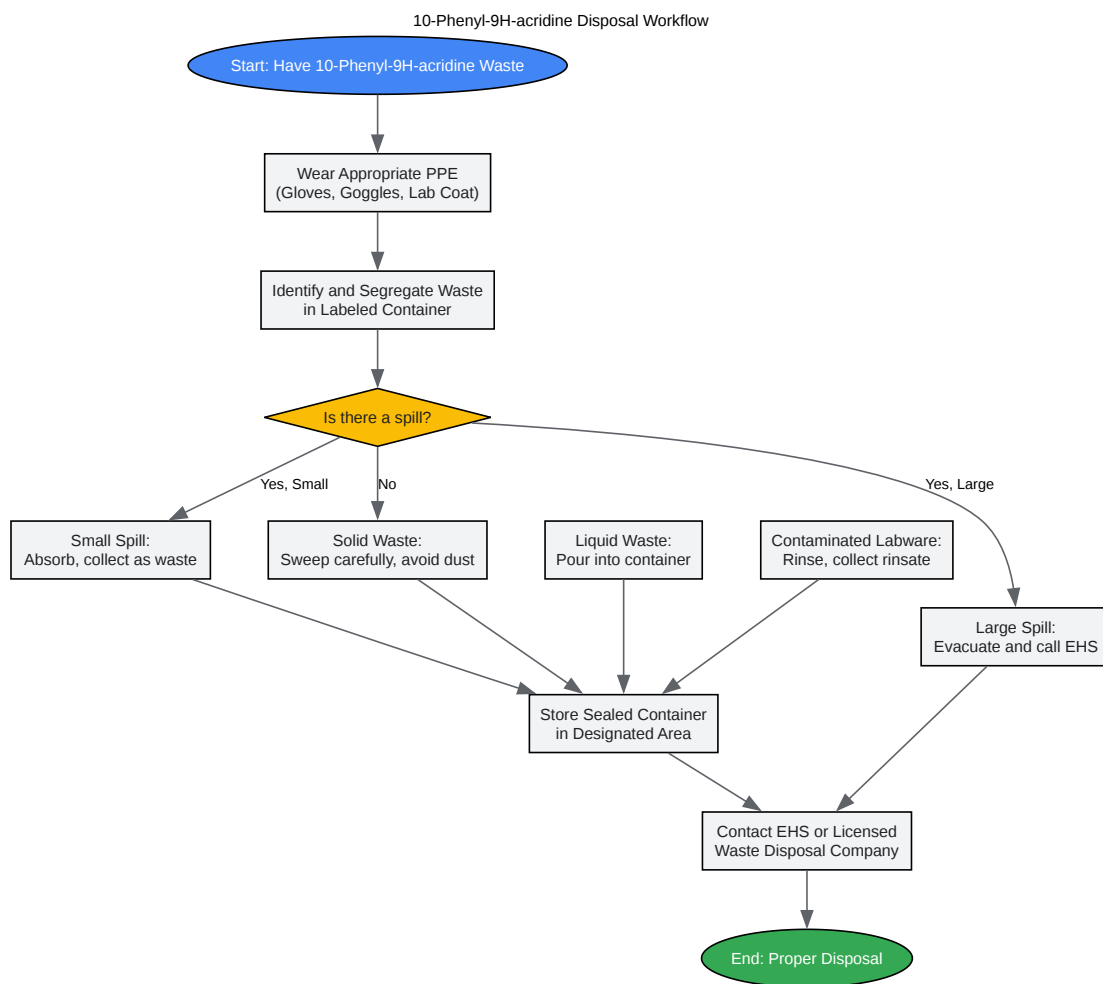 10-Phenyl-9H-acridine Disposal Workflow
Start: Have 10-Phenyl-9H-acridine Waste
Wear Appropriate PPE
(Gloves, Goggles, Lab Coat)
Identify and Segregate Waste
in Labeled Container
Is there a spill?
Yes, Small
No
Yes, Large
Small Spill:
Absorb, collect as waste
Solid Waste:
Sweep carefully, avoid dust
Liquid Waste:
Pour into container
Contaminated Labware:
Rinse, collect rinsate
Large Spill:
Evacuate and call EHS
Store Sealed Container
in Designated Area
Contact EHS or Licensed
Waste Disposal Company
End: Proper Disposal